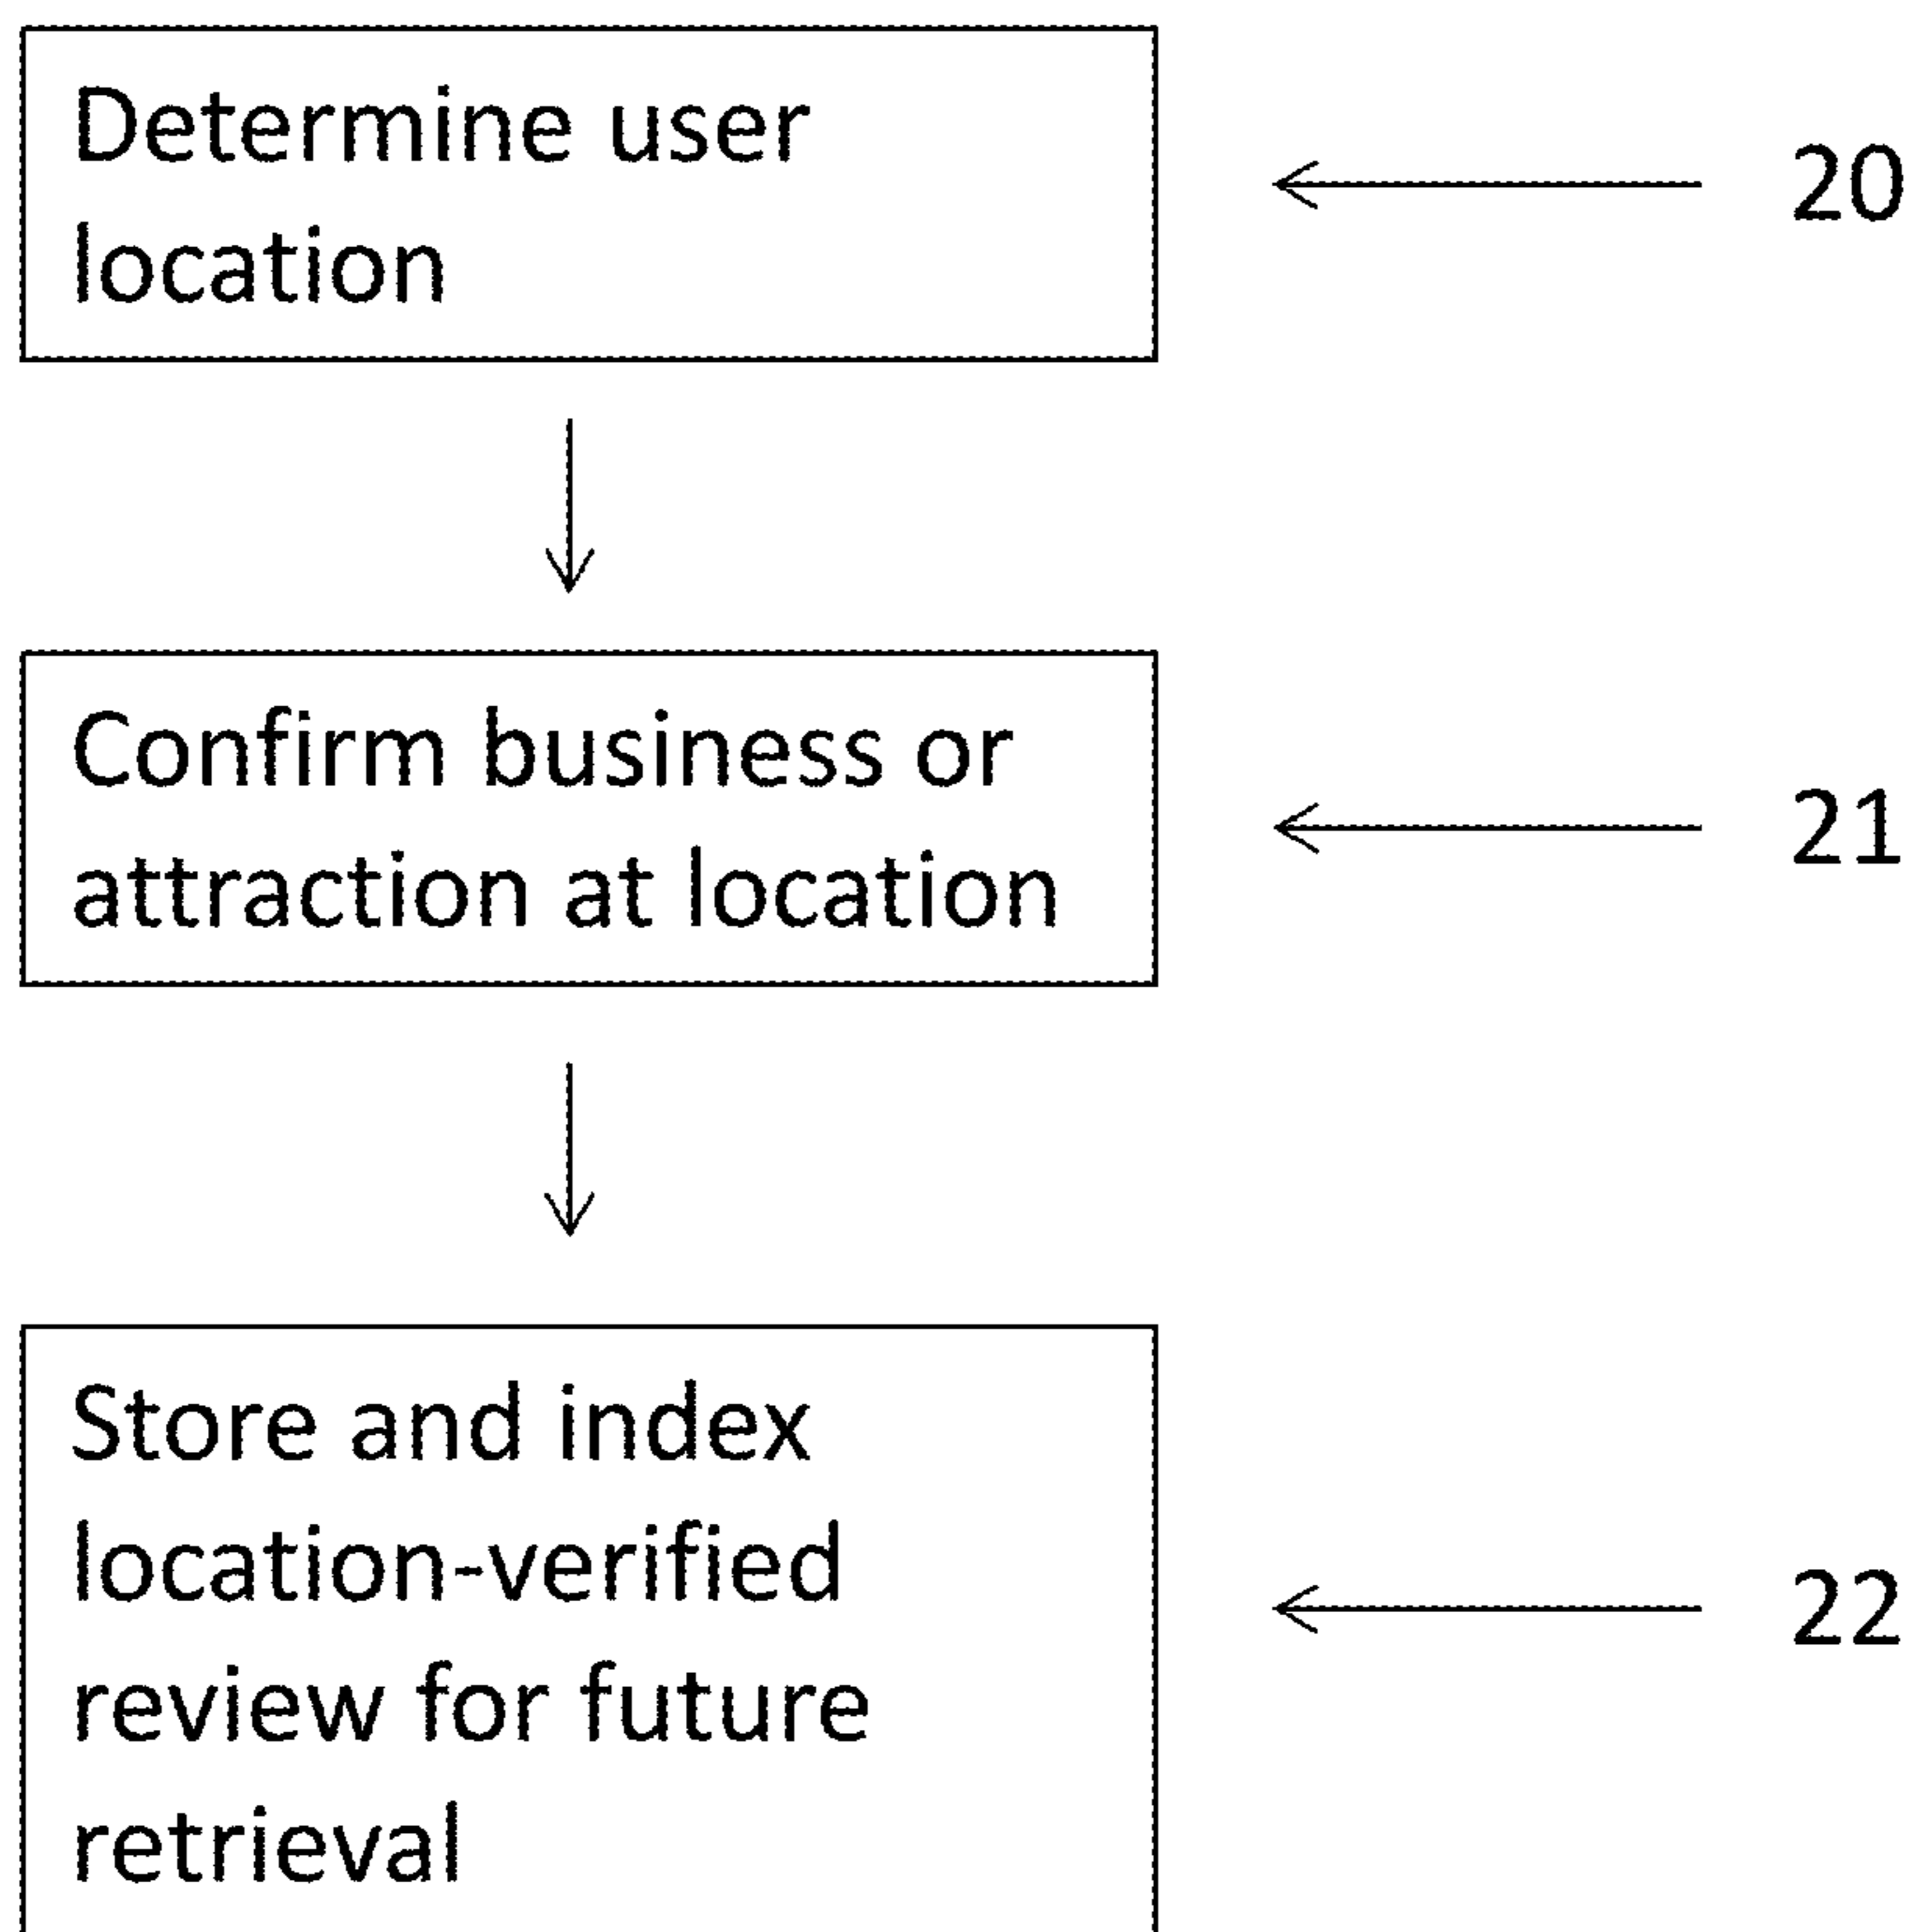 Determine user
location
20
Confirm business or
attraction at location
21
Store and index
location-verified
review for future
retrieval
22